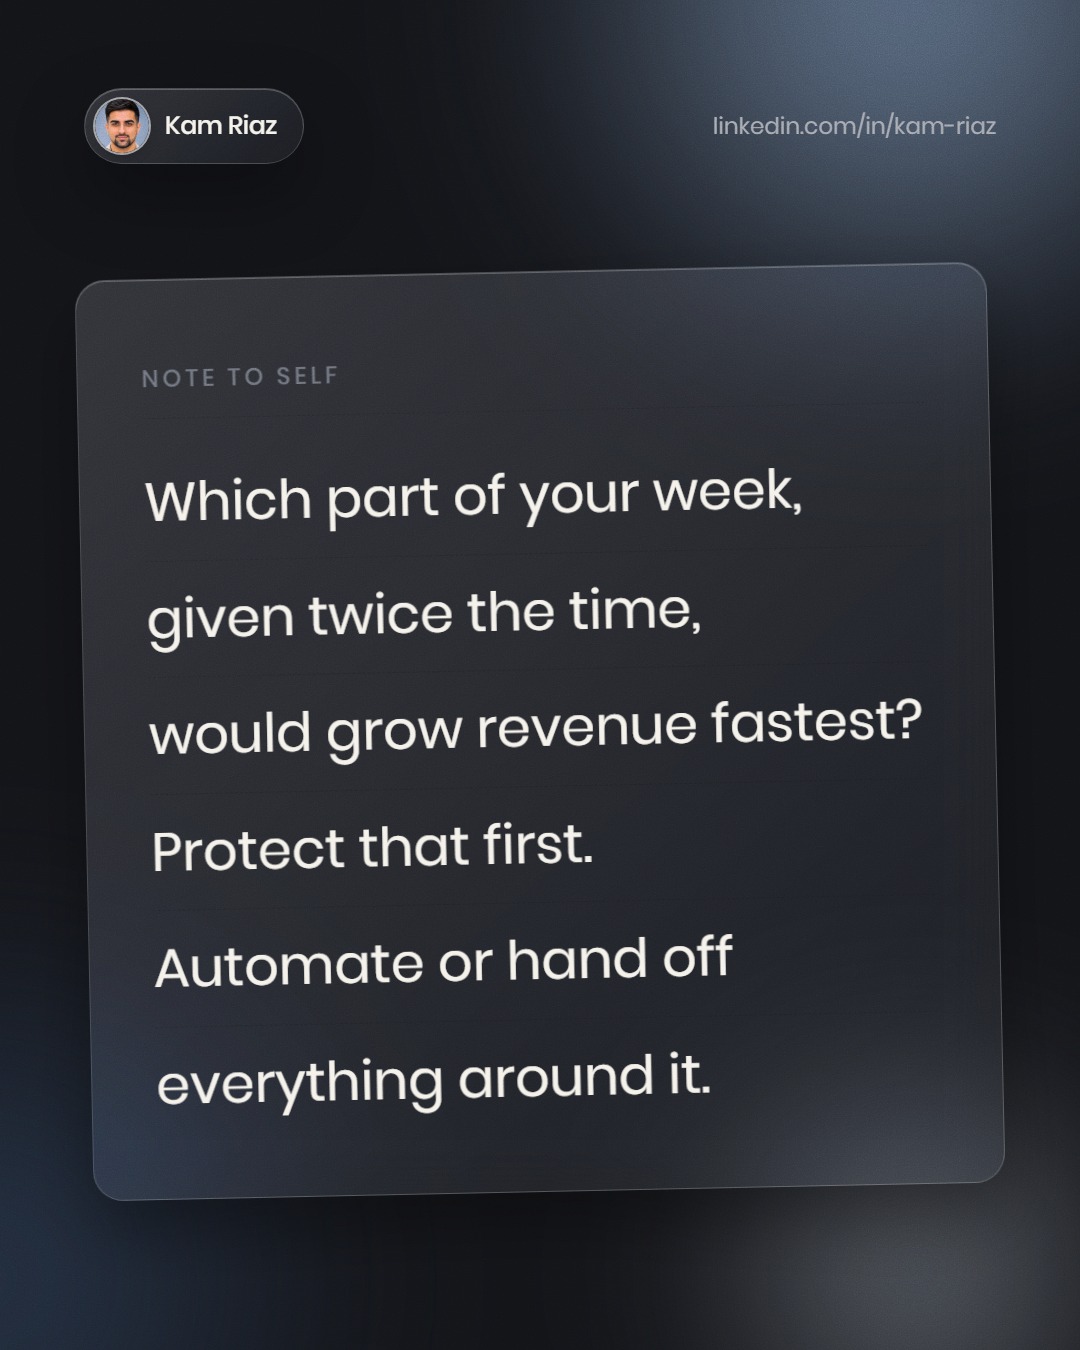 Kam Riaz
linkedin.com/in/kam-riaz
NOTE TO SELF
Which part of your week,
given twice the time,
would grow revenue fastest?
Protect that first.
Automate or hand off
everything around it.